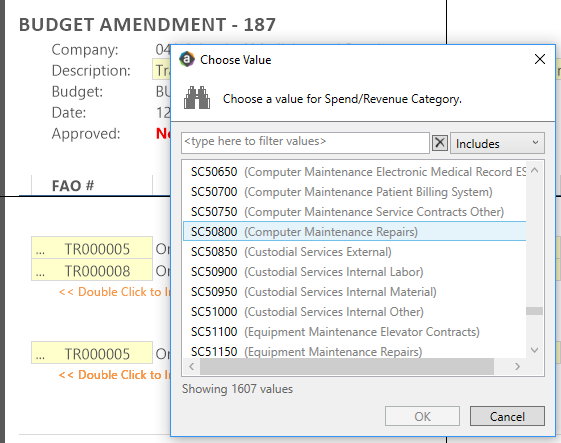 BUDGET AMENDMENT - 187
Company: 04
Description: Tra
Budget: BU
Date: 12
Approved:
FAO #
... TR000005 Or
... TR000008 Or
<< Double Click to In
... TR000005 Or
<< Double Click to In
a Choose Value
Choose a value for Spend/Revenue Category.
<type here to filter values> Includes
SC50650 (Computer Maintenance Electronic Medical Record ES
SC50700 (Computer Maintenance Patient Billing System)
SC50750 (Computer Maintenance Service Contracts Other)
SC50800 (Computer Maintenance Repairs)
SC50850 (Custodial Services External)
SC50900 (Custodial Services Internal Labor)
SC50950 (Custodial Services Internal Material)
SC51000 (Custodial Services Internal Other)
SC51100 (Equipment Maintenance Elevator Contracts)
SC51150 (Equipment Maintenance Repairs)
Showing 1607 values
OK Cancel